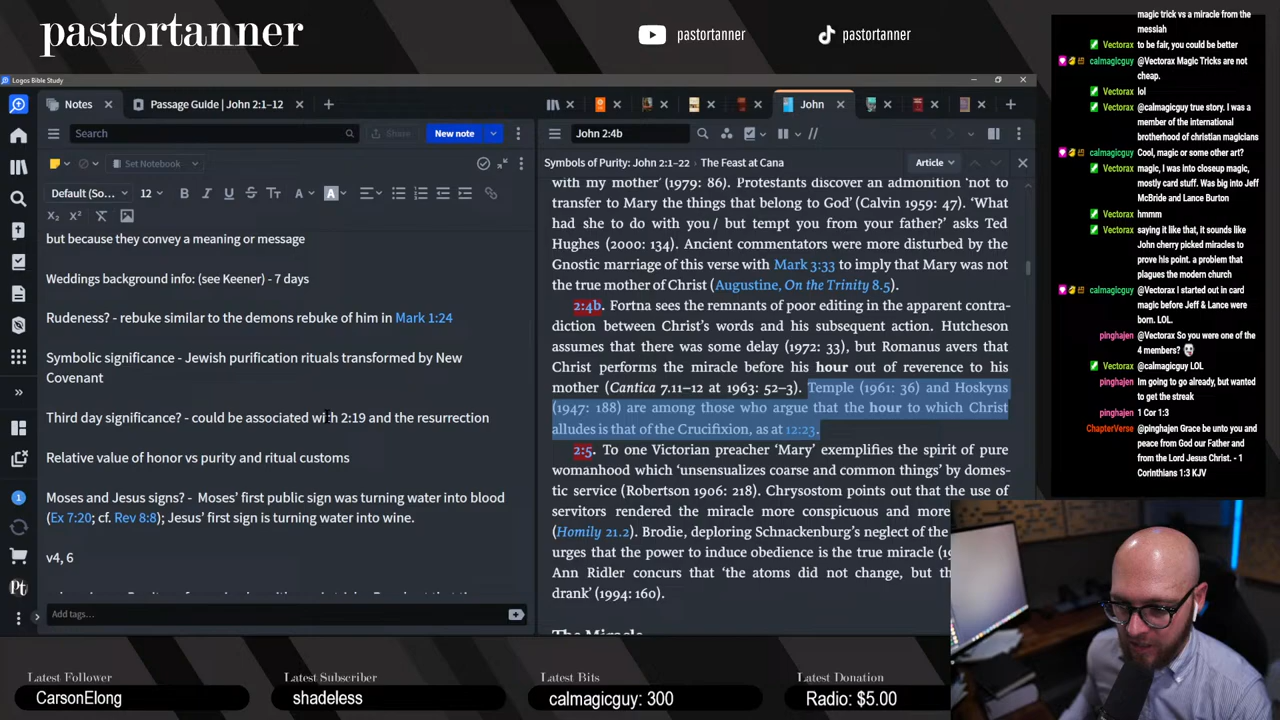 pastortanner
pastortanner
pastortanner
Logos Bible Study
Notes
Passage Guide | John 2:1–12
John
Search
Share
New note
John 2:4b
Set Notebook
Symbols of Purity: John 2:1–22
The Feast at Cana
Article
Default (So...
12
but because they convey a meaning or message
Weddings background info: (see Keener) - 7 days
Rudeness? - rebuke similar to the demons rebuke of him in Mark 1:24
Symbolic significance - Jewish purification rituals transformed by New
Covenant
Third day significance? - could be associated with 2:19 and the resurrection
Relative value of honor vs purity and ritual customs
Moses and Jesus signs? - Moses’ first public sign was turning water into blood
(Ex 7:20; cf. Rev 8:8); Jesus’ first sign is turning water into wine.
v4, 6
Add tags...
with my mother’ (1979: 86). Protestants discover an admonition ‘not to
transfer to Mary the things that belong to God’ (Calvin 1959: 47). ‘What
had she to do with you / but tempt you from your father?’ asks Ted
Hughes (2000: 134). Ancient commentators were more disturbed by the
Gnostic marriage of this verse with Mark 3:33 to imply that Mary was not
the true mother of Christ (Augustine, On the Trinity 8.5).
2:4b. Fortna sees the remnants of poor editing in the apparent contra-
diction between Christ’s words and his subsequent action. Hutcheson
assumes that there was some delay (1972: 33), but Romanus avers that
Christ performs the miracle before his hour out of reverence to his
mother (Cantica 7.11–12 at 1963: 52–3). Temple (1961: 36) and Hoskyns
(1947: 188) are among those who argue that the hour to which Christ
alludes is that of the Crucifixion, as at 12:23.
2:5. To one Victorian preacher ‘Mary’ exemplifies the spirit of pure
womanhood which ‘unsensualizes coarse and common things’ by domes-
tic service (Robertson 1906: 218). Chrysostom points out that the use of
servitors rendered the miracle more conspicuous and more
(Homily 21.2). Brodie, deploring Schnackenburg’s neglect of the
urges that the power to induce obedience is the true miracle (1
Ann Ridler concurs that ‘the atoms did not change, but th
drank’ (1994: 160).
The Miracle
magic trick vs a miracle from the
messiah
Vectorax to be fair, you could be better
calmagicguy @Vectorax Magic Tricks are not
cheap.
Vectorax lol
Vectorax @calmagicguy true story. I was a
member of the international
brotherhood of christian magicians
calmagicguy Cool, magic or some other art?
Vectorax magic, I was into closeup magic,
mostly card stuff. Was big into Jeff
McBride and Lance Burton
Vectorax hmmm
Vectorax saying it like that, it sounds like
John cherry picked miracles to
prove his point. a problem that
plagues the modern church
calmagicguy @Vectorax I started out in card
magic before Jeff & Lance were
born. LOL.
pinghajen @Vectorax So you were one of the
4 members?
Vectorax @calmagicguy LOL
pinghajen Im going to go already, but wanted
to get the streak
pinghajen 1 Cor 1:3
ChapterVerse @pinghajen Grace be unto you and
peace from God our Father and
from the Lord Jesus Christ. - 1
Corinthians 1:3 KJV
Latest Follower
CarsonElong
Latest Subscriber
shadeless
Latest Bits
calmagicguy: 300
Latest Donation
Radio: $5.00